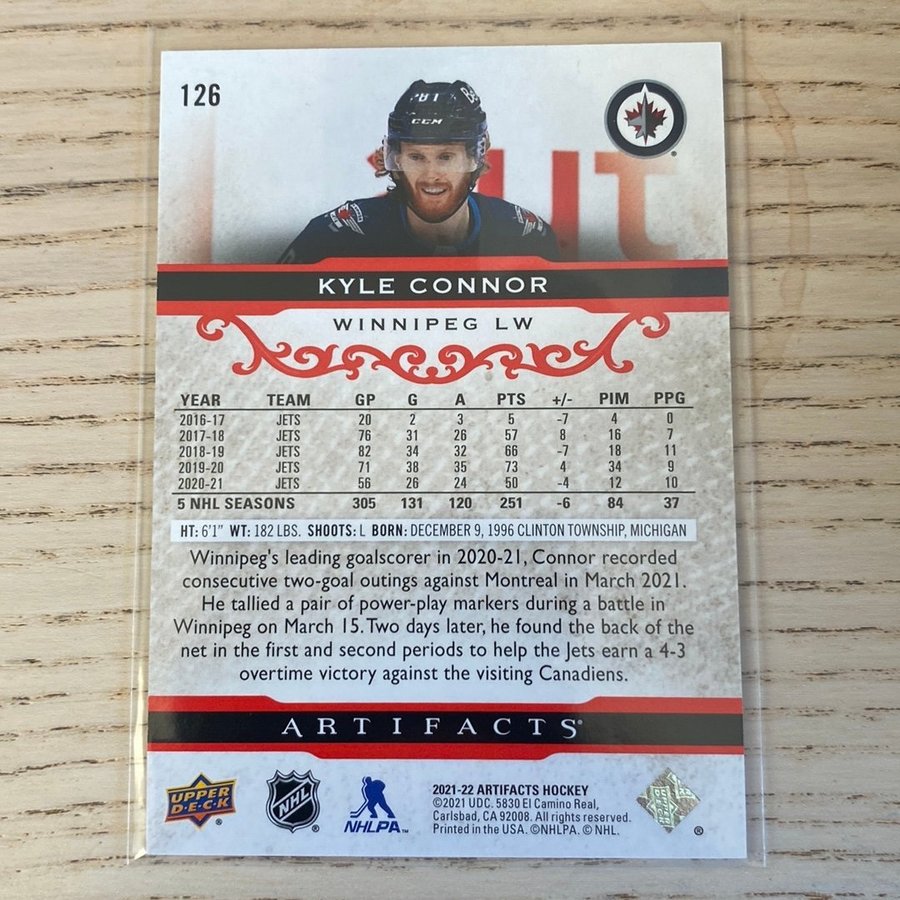 126
81
CCM
KYLE CONNOR
WINNIPEG LW
YEAR TEAM GP G A PTS +/- PIM PPG
2016-17 JETS 20 2 3 5 -7 4 0
2017-18 JETS 76 31 26 57 8 16 7
2018-19 JETS 82 34 32 66 -7 18 11
2019-20 JETS 71 38 35 73 4 34 9
2020-21 JETS 56 26 24 50 -4 12 10
5 NHL SEASONS 305 131 120 251 -6 84 37
HT: 6'1" WT: 182 LBS. SHOOTS: L BORN: DECEMBER 9, 1996 CLINTON TOWNSHIP, MICHIGAN
Winnipeg's leading goalscorer in 2020-21, Connor recorded
consecutive two-goal outings against Montreal in March 2021.
He tallied a pair of power-play markers during a battle in
Winnipeg on March 15. Two days later, he found the back of the
net in the first and second periods to help the Jets earn a 4-3
overtime victory against the visiting Canadiens.
ARTIFACTS®
UPPER
DECK
®
NHL
®
NHLPA™
2021-22 ARTIFACTS HOCKEY
©2021 UDC. 5830 El Camino Real,
Carlsbad, CA 92008. All rights reserved.
Printed in the USA. ©NHLPA. © NHL.
®